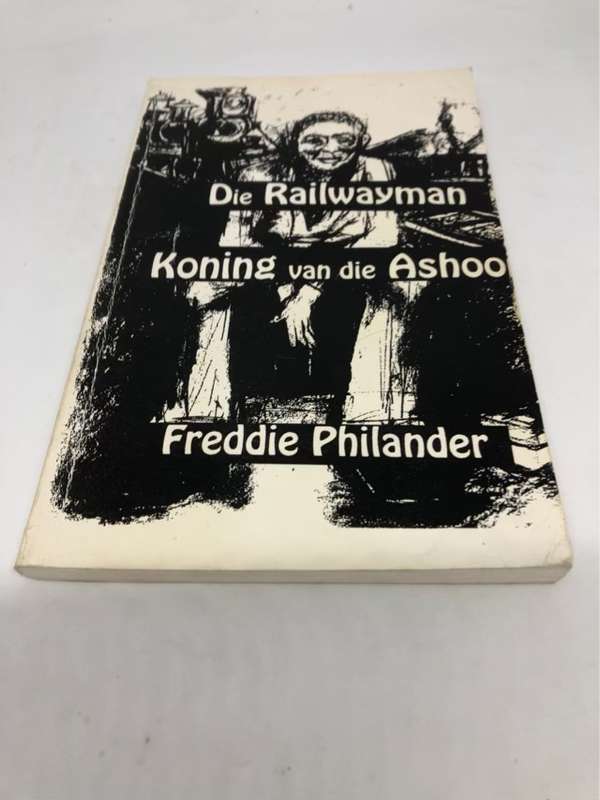 Die Railwayman
Koning van die Ashoop
Freddie Philander